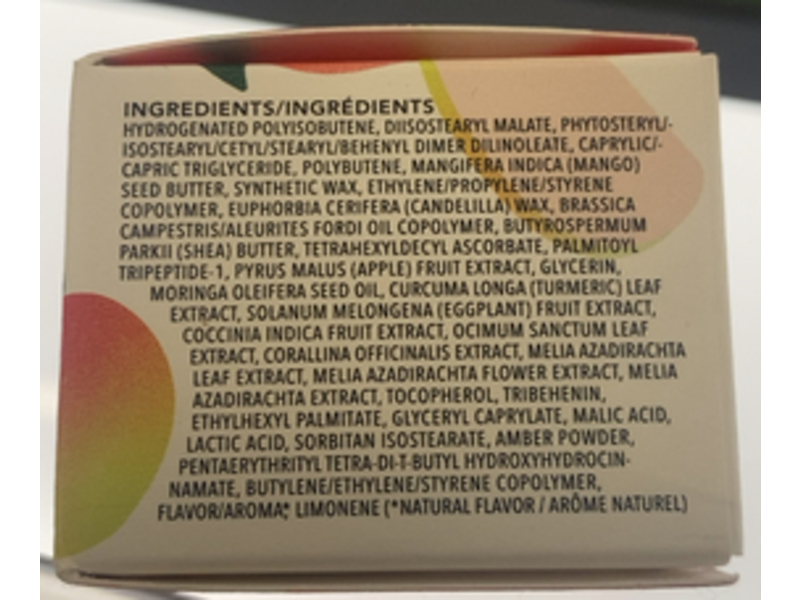 INGREDIENTS/INGRÉDIENTS
HYDROGENATED POLYISOBUTENE, DIISOSTEARYL MALATE, PHYTOSTERYL/-
ISOSTEARYL/CETYL/STEARYL/BEHENYL DIMER DILINOLEATE, CAPRYLIC/-
CAPRIC TRIGLYCERIDE, POLYBUTENE, MANGIFERA INDICA (MANGO)
SEED BUTTER, SYNTHETIC WAX, ETHYLENE/PROPYLENE/STYRENE
COPOLYMER, EUPHORBIA CERIFERA (CANDELILLA) WAX, BRASSICA
CAMPESTRIS/ALEURITES FORDI OIL COPOLYMER, BUTYROSPERMUM
PARKII (SHEA) BUTTER, TETRAHEXYLDECYL ASCORBATE, PALMITOYL
TRIPEPTIDE-1, PYRUS MALUS (APPLE) FRUIT EXTRACT, GLYCERIN,
MORINGA OLEIFERA SEED OIL, CURCUMA LONGA (TURMERIC) LEAF
EXTRACT, SOLANUM MELONGENA (EGGPLANT) FRUIT EXTRACT,
COCCINIA INDICA FRUIT EXTRACT, OCIMUM SANCTUM LEAF
EXTRACT, CORALLINA OFFICINALIS EXTRACT, MELIA AZADIRACHTA
LEAF EXTRACT, MELIA AZADIRACHTA FLOWER EXTRACT, MELIA
AZADIRACHTA EXTRACT, TOCOPHEROL, TRIBEHENIN,
ETHYLHEXYL PALMITATE, GLYCERYL CAPRYLATE, MALIC ACID,
LACTIC ACID, SORBITAN ISOSTEARATE, AMBER POWDER,
PENTAERYTHRITYL TETRA-DI-T-BUTYL HYDROXYHYDROCIN-
NAMATE, BUTYLENE/ETHYLENE/STYRENE COPOLYMER,
FLAVOR/AROMA*, LIMONENE (*NATURAL FLAVOR / ARÔME NATUREL)